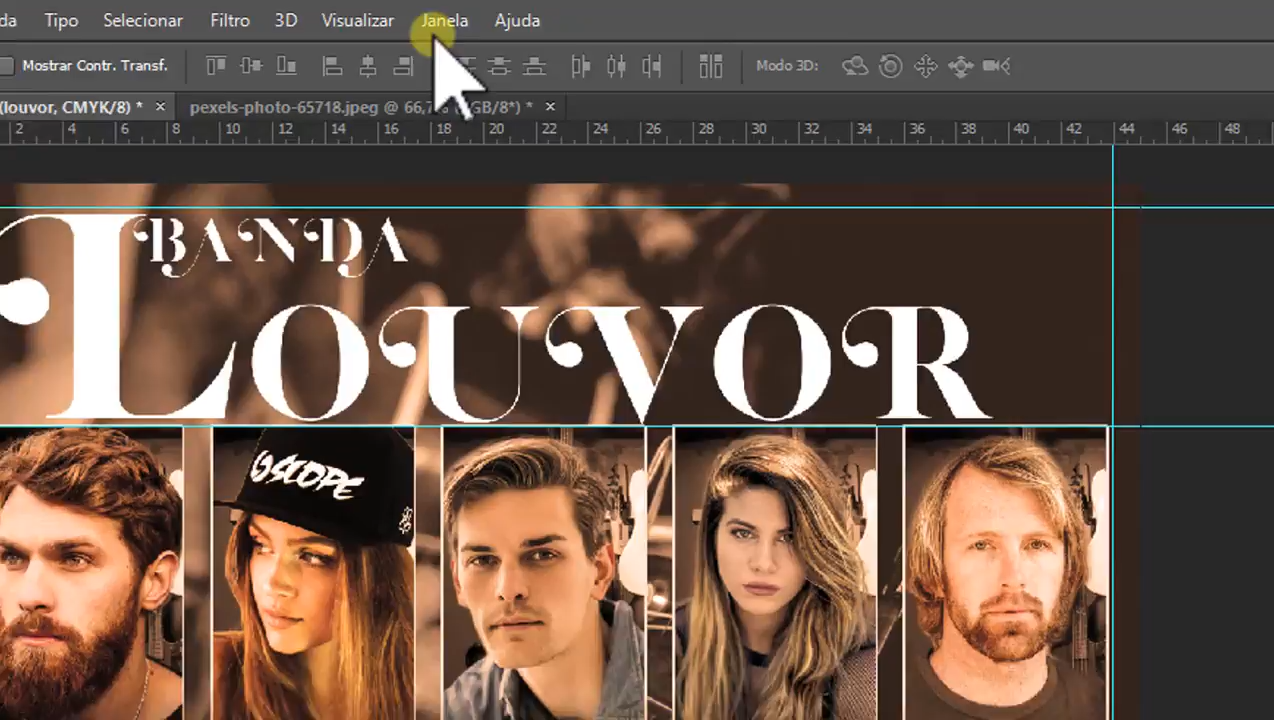 da Tipo Selecionar Filtro 3D Visualizar Janela Ajuda
Mostrar Contr. Transf. Modo 3D:
(louvor, CMYK/8) * × pexels-photo-65718.jpeg @ 66,7 GB/8*) * ×
2 4 6 8 10 12 14 16 18 20 22 24 26 28 30 32 34 36 38 40 42 44 46 48
BANDA
LOUVOR